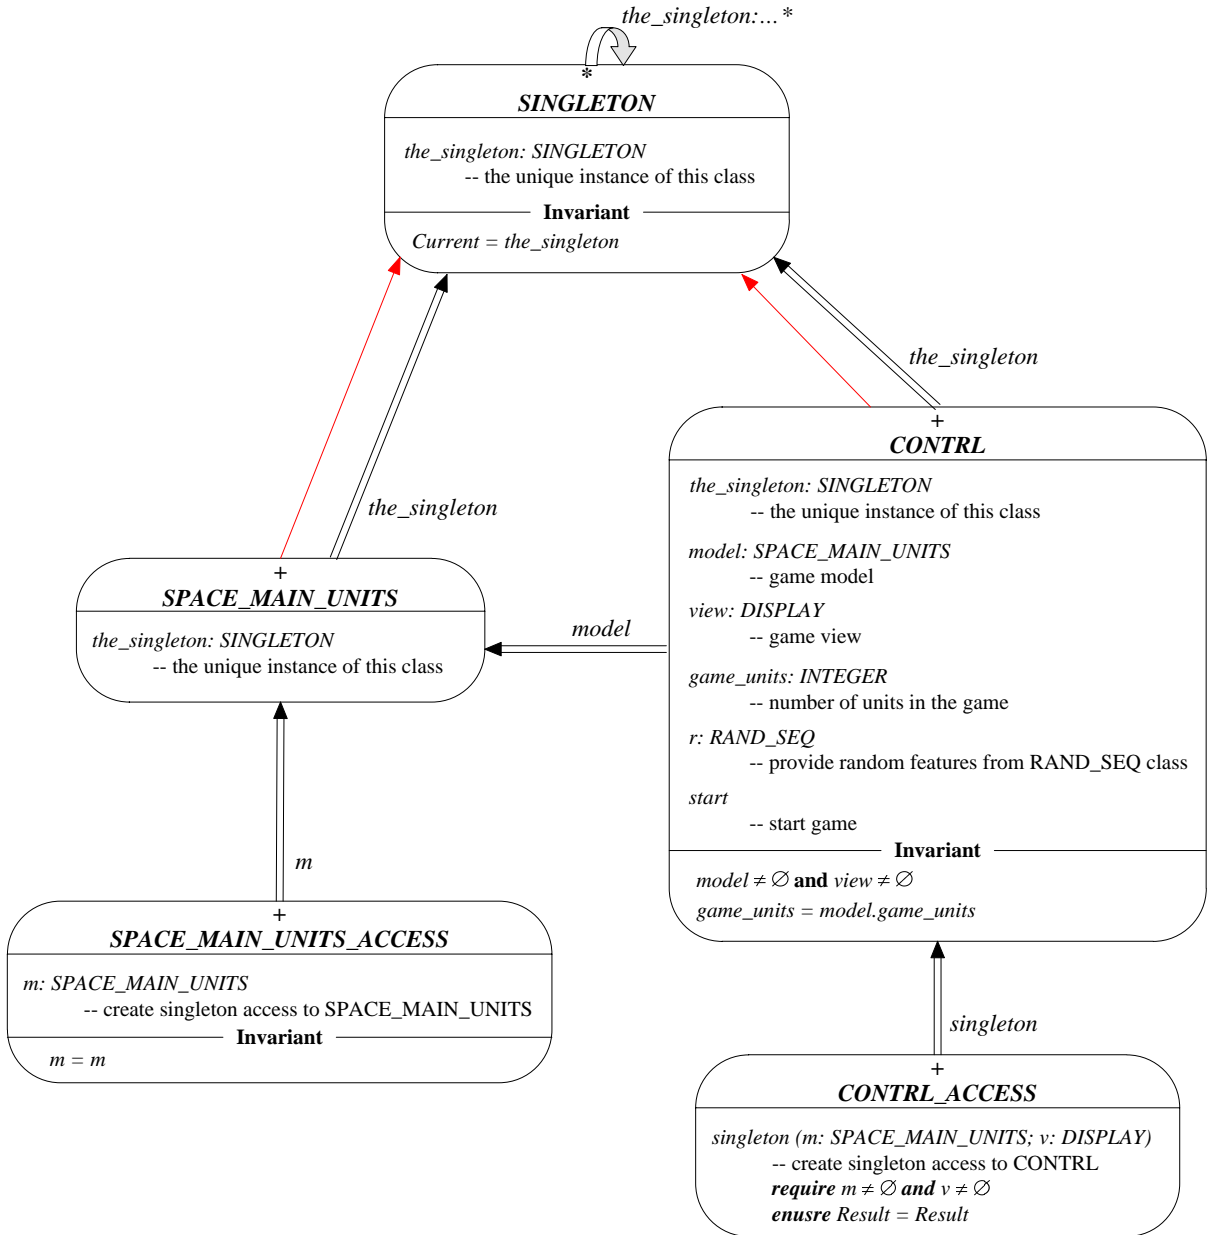 the_singleton:...*
*
SINGLETON
the_singleton: SINGLETON
-- the unique instance of this class
Invariant
Current = the_singleton
the_singleton
the_singleton
+
CONTRL
the_singleton: SINGLETON
-- the unique instance of this class
model: SPACE_MAIN_UNITS
-- game model
view: DISPLAY
-- game view
game_units: INTEGER
-- number of units in the game
r: RAND_SEQ
-- provide random features from RAND_SEQ class
start
-- start game
Invariant
model ≠ ∅ and view ≠ ∅
game_units = model.game_units
+
SPACE_MAIN_UNITS
the_singleton: SINGLETON
-- the unique instance of this class
model
m
+
SPACE_MAIN_UNITS_ACCESS
m: SPACE_MAIN_UNITS
-- create singleton access to SPACE_MAIN_UNITS
Invariant
m = m
singleton
+
CONTRL_ACCESS
singleton (m: SPACE_MAIN_UNITS; v: DISPLAY)
-- create singleton access to CONTRL
require m ≠ ∅ and v ≠ ∅
enusre Result = Result